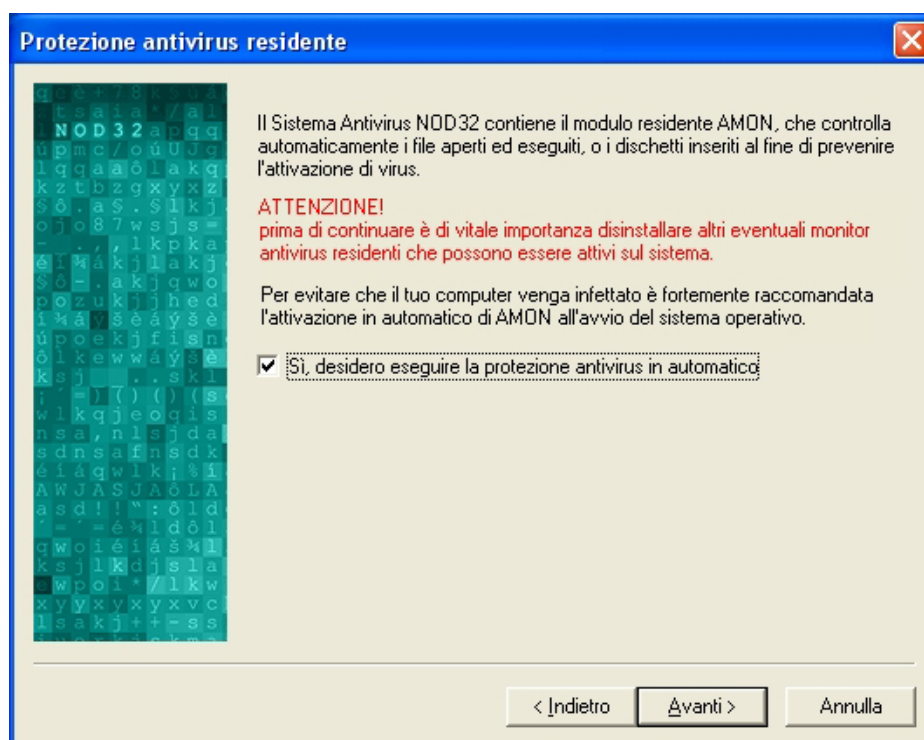 Protezione antivirus residente
NOD32
Il Sistema Antivirus NOD32 contiene il modulo residente AMON, che controlla
automaticamente i file aperti ed eseguiti, o i dischetti inseriti al fine di prevenire
l'attivazione di virus.
ATTENZIONE!
prima di continuare è di vitale importanza disinstallare altri eventuali monitor
antivirus residenti che possono essere attivi sul sistema.
Per evitare che il tuo computer venga infettato è fortemente raccomandata
l'attivazione in automatico di AMON all'avvio del sistema operativo.
Sì, desidero eseguire la protezione antivirus in automatico
< Indietro
Avanti >
Annulla